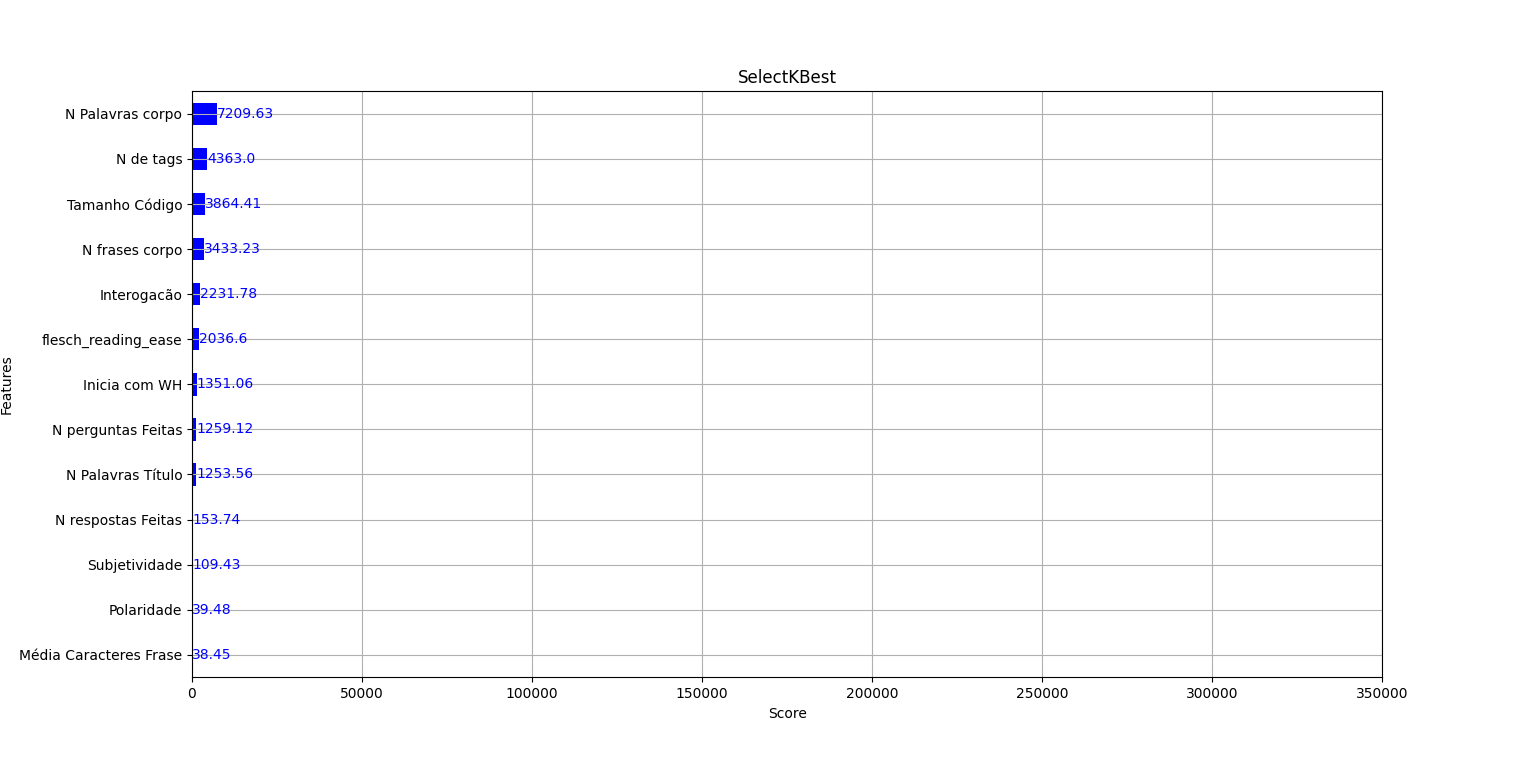 SelectKBest
N Palavras corpo 7209.63
N de tags 4363.0
Tamanho Código 3864.41
N frases corpo 3433.23
Interogacão 2231.78
flesch_reading_ease 2036.6
Inicia com WH 1351.06
N perguntas Feitas 1259.12
N Palavras Título 1253.56
N respostas Feitas 153.74
Subjetividade 109.43
Polaridade 39.48
Média Caracteres Frase 38.45
Features
0 50000 100000 150000 200000 250000 300000 350000
Score